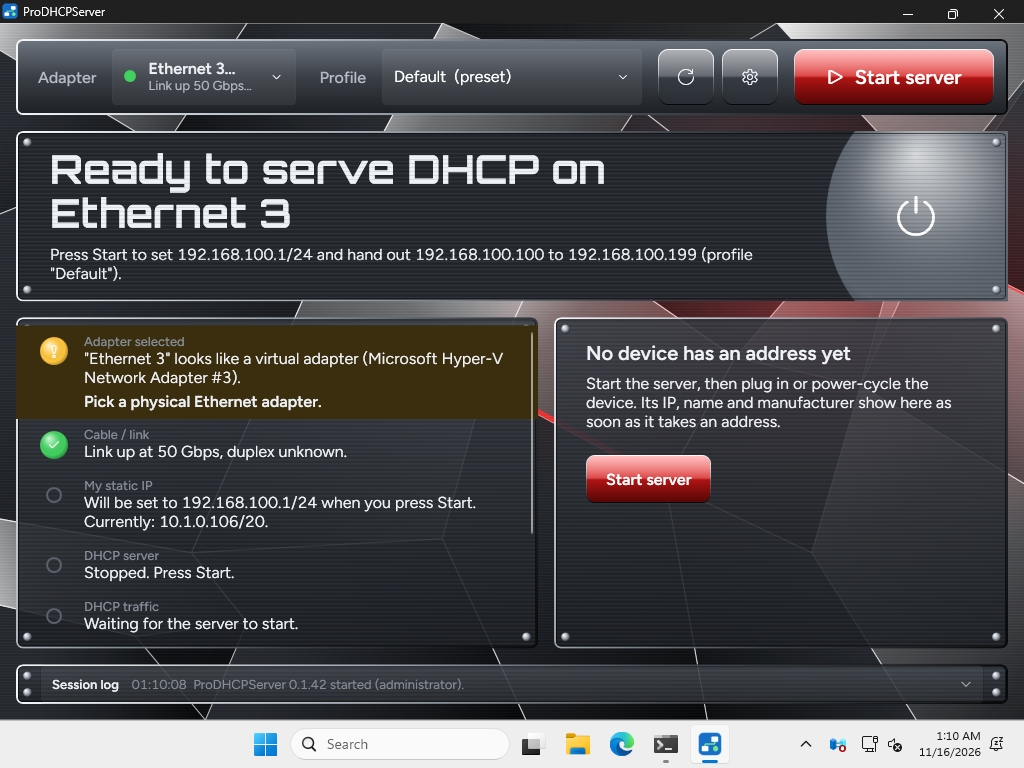 ProDHCPServer
Adapter
Ethernet 3...
Link up 50 Gbps...
Profile
Default (preset)
Start server
Ready to serve DHCP on
Ethernet 3
Press Start to set 192.168.100.1/24 and hand out 192.168.100.100 to 192.168.100.199 (profile
"Default").
Adapter selected
"Ethernet 3" looks like a virtual adapter (Microsoft Hyper-V
Network Adapter #3).
Pick a physical Ethernet adapter.
Cable / link
Link up at 50 Gbps, duplex unknown.
My static IP
Will be set to 192.168.100.1/24 when you press Start.
Currently: 10.1.0.106/20.
DHCP server
Stopped. Press Start.
DHCP traffic
Waiting for the server to start.
No device has an address yet
Start the server, then plug in or power-cycle the
device. Its IP, name and manufacturer show here as
soon as it takes an address.
Start server
Session log
01:10:08 ProDHCPServer 0.1.42 started (administrator).
Search
1:10 AM
11/16/2026